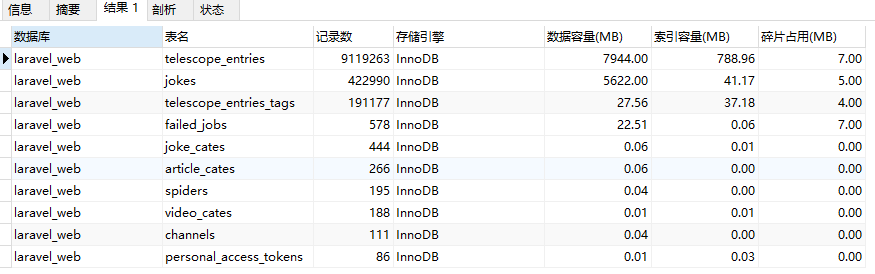 信息 摘要 结果 1 剖析 状态
数据库 表名 记录数 存储引擎 数据容量(MB) 索引容量(MB) 碎片占用(MB)
laravel_web telescope_entries 9119263 InnoDB 7944.00 788.96 7.00
laravel_web jokes 422990 InnoDB 5622.00 41.17 5.00
laravel_web telescope_entries_tags 191177 InnoDB 27.56 37.18 4.00
laravel_web failed_jobs 578 InnoDB 22.51 0.06 7.00
laravel_web joke_cates 444 InnoDB 0.06 0.01 0.00
laravel_web article_cates 266 InnoDB 0.06 0.00 0.00
laravel_web spiders 195 InnoDB 0.04 0.00 0.00
laravel_web video_cates 188 InnoDB 0.01 0.01 0.00
laravel_web channels 111 InnoDB 0.04 0.00 0.00
laravel_web personal_access_tokens 86 InnoDB 0.01 0.03 0.00